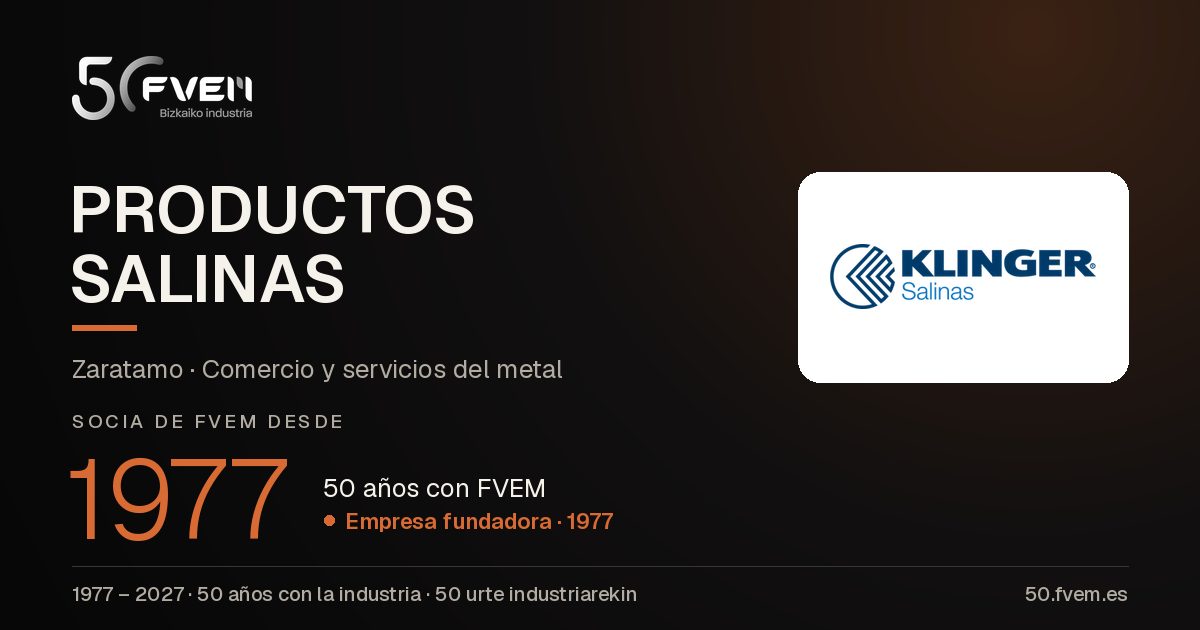 50 FVEM
Bizkaiko industria
PRODUCTOS
SALINAS
KLINGER®
Salinas
Zaratamo · Comercio y servicios del metal
SOCIA DE FVEM DESDE
1977
50 años con FVEM
Empresa fundadora · 1977
1977 – 2027 · 50 años con la industria · 50 urte industriarekin
50.fvem.es